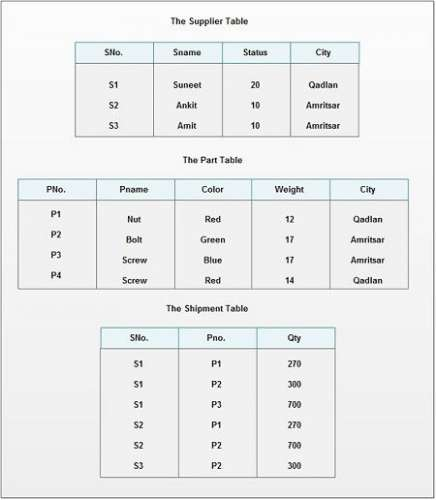 The Supplier Table
SNo. Sname Status City
S1 Suneet 20 Qadlan
S2 Ankit 10 Amritsar
S3 Amit 10 Amritsar
The Part Table
PNo. Pname Color Weight City
P1 Nut Red 12 Qadlan
P2 Bolt Green 17 Amritsar
P3 Screw Blue 17 Amritsar
P4 Screw Red 14 Qadlan
The Shipment Table
SNo. Pno. Qty
S1 P1 270
S1 P2 300
S1 P3 700
S2 P1 270
S2 P2 700
S3 P2 300